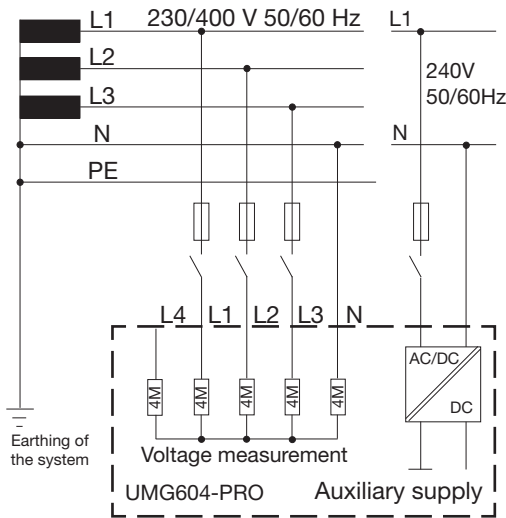 L1 230/400 V 50/60 Hz L1
L2
240V
50/60Hz
L3
N N
PE
L4 L1 L2 L3 N
AC/DC
DC
4M 4M 4M 4M 4M
Earthing of
the system
Voltage measurement
UMG604-PRO Auxiliary supply